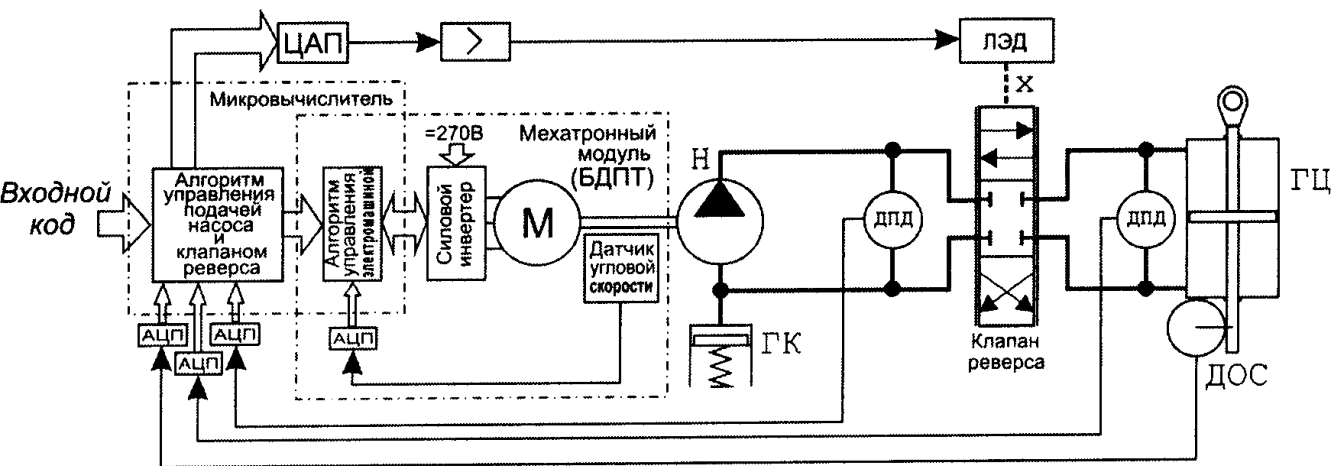 ЦАП
>
ЛЭД
x
Микровычислитель
=270В
Мехатронный
модуль
(БДПТ)
Н
ГЦ
Входной
код
Алгоритм
управления
подачей
насоса
и
клапаном
реверса
Алгоритм
управления
электромашиной
Силовой
инвертер
М
Датчик
угловой
скорости
ДПД
ДПД
АЦП
АЦП
АЦП
АЦП
ГК
Клапан
реверса
ДОС